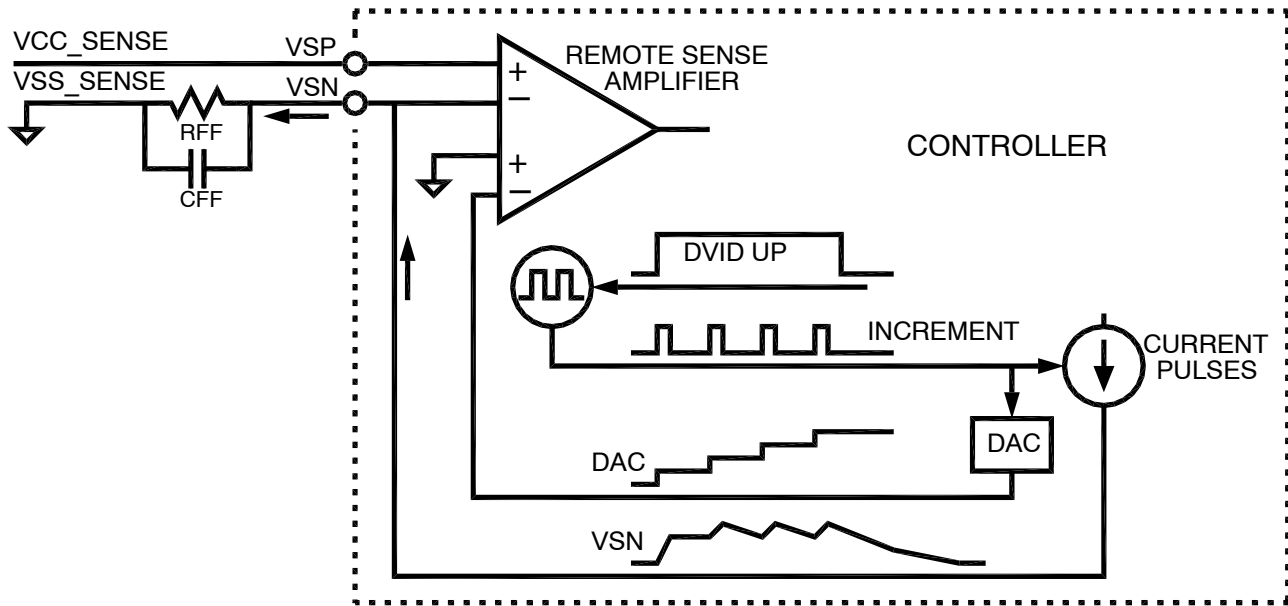 VCC_SENSE
VSP
VSS_SENSE
VSN
RFF
CFF
+
−
+
−
REMOTE SENSE
AMPLIFIER
CONTROLLER
DVID UP
INCREMENT
CURRENT
PULSES
DAC
DAC
VSN